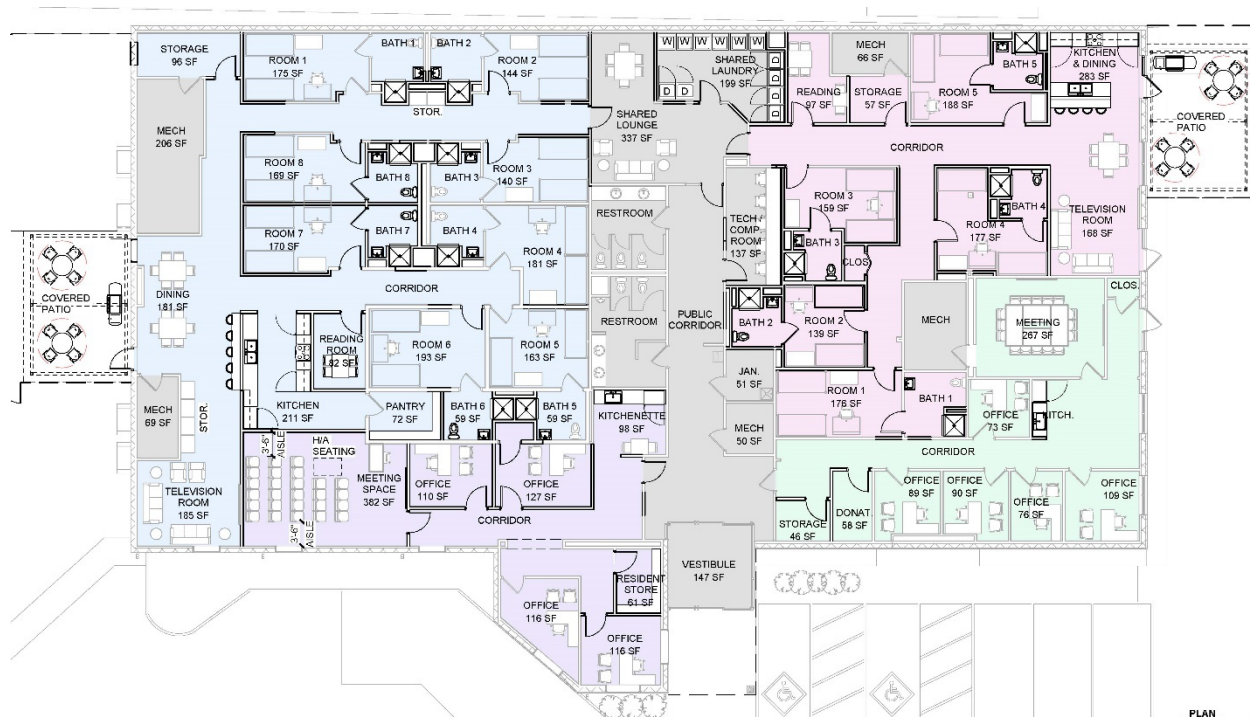 STORAGE
96 SF
ROOM 1
175 SF
BATH 1
BATH 2
ROOM 2
144 SF
W W W W W W
SHARED
LAUNDRY
199 SF
D D
D
D
D
D
MECH
66 SF
BATH 5
KITCHEN
& DINING
283 SF
READING
97 SF
STORAGE
57 SF
ROOM 5
188 SF
COVERED
PATIO
STOR.
SHARED
LOUNGE
337 SF
MECH
206 SF
CORRIDOR
ROOM 8
169 SF
BATH 8
BATH 3
ROOM 3
140 SF
ROOM 3
159 SF
BATH 4
TELEVISION
ROOM
168 SF
RESTROOM
TECH /
COMP.
ROOM
137 SF
ROOM 7
170 SF
BATH 7
BATH 4
ROOM 4
181 SF
BATH 3
CLOS.
ROOM 4
177 SF
CORRIDOR
COVERED
PATIO
DINING
181 SF
CLOS.
RESTROOM
PUBLIC
CORRIDOR
BATH 2
ROOM 2
139 SF
MECH
MEETING
267 SF
READING
ROOM
82 SF
ROOM 6
193 SF
ROOM 5
163 SF
JAN.
51 SF
ROOM 1
176 SF
BATH 1
MECH
69 SF
STOR.
KITCHEN
211 SF
PANTRY
72 SF
BATH 6
59 SF
BATH 5
59 SF
KITCHENETTE
98 SF
MECH
50 SF
OFFICE
73 SF
KITCH.
3'-6"
AISLE
H/A
SEATING
CORRIDOR
MEETING
SPACE
382 SF
OFFICE
110 SF
OFFICE
127 SF
TELEVISION
ROOM
185 SF
3'-6"
AISLE
CORRIDOR
STORAGE
46 SF
DONAT.
58 SF
OFFICE
89 SF
OFFICE
90 SF
OFFICE
76 SF
OFFICE
109 SF
VESTIBULE
147 SF
RESIDENT
STORE
61 SF
OFFICE
116 SF
OFFICE
116 SF
PLAN